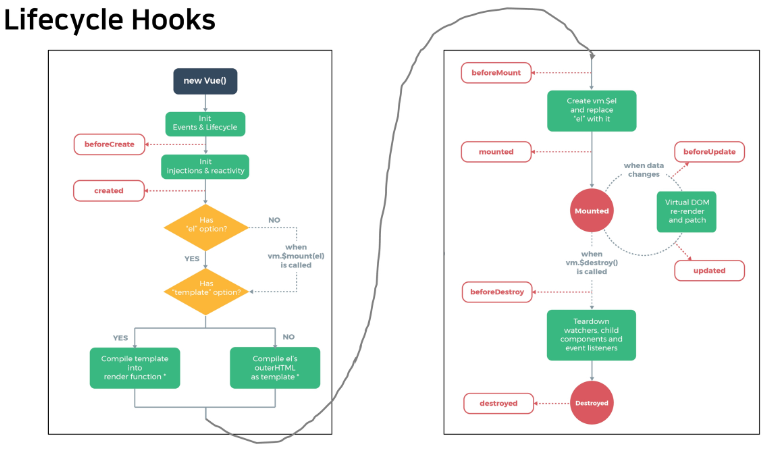 Lifecycle Hooks
new Vue()
Init
Events & Lifecycle
beforeCreate
Init
injections & reactivity
created
Has
"el" option?
NO
YES
when
vm.$mount(el)
is called
Has
"template" option?
YES
NO
Compile template
into
render function *
Compile el's
outerHTML
as template *
beforeMount
Create vm.$el
and replace
"el" with it
mounted
Mounted
when data
changes
beforeUpdate
Virtual DOM
re-render
and patch
updated
when
vm.$destroy()
is called
beforeDestroy
Teardown
watchers, child
components and
event listeners
destroyed
Destroyed